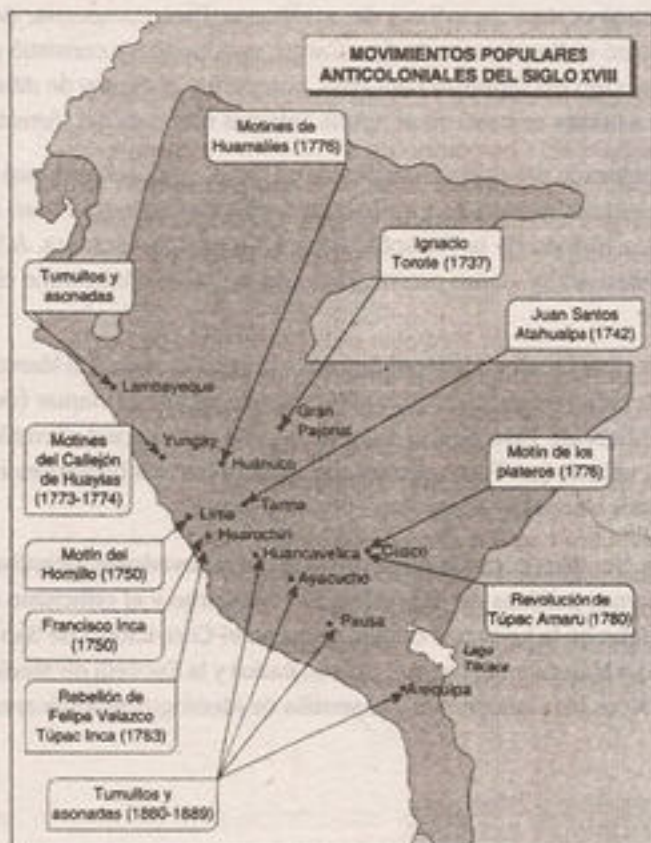 MOVIMIENTOS POPULARES
ANTICOLONIALES DEL SIGLO XVIII
Motines de
Huamalíes (1776)
Ignacio
Torote (1737)
Tumultos y
asonadas
Juan Santos
Atahualpa (1742)
Lambayeque
Gran
Pajonal
Motines
del Callejón
de Huaylas
(1773-1774)
Yungay
Huánuco
Motín de los
plateros (1776)
Tarma
Lima
Huarochirí
Huancavelica
Cusco
Motín del
Hornillo (1750)
Ayacucho
Revolución de
Túpac Amaru (1780)
Francisco Inca
(1750)
Pausa
Lago
Titicaca
Rebelión de
Felipe Velazco
Túpac Inca (1783)
Arequipa
Tumultos y
asonadas (1880-1889)